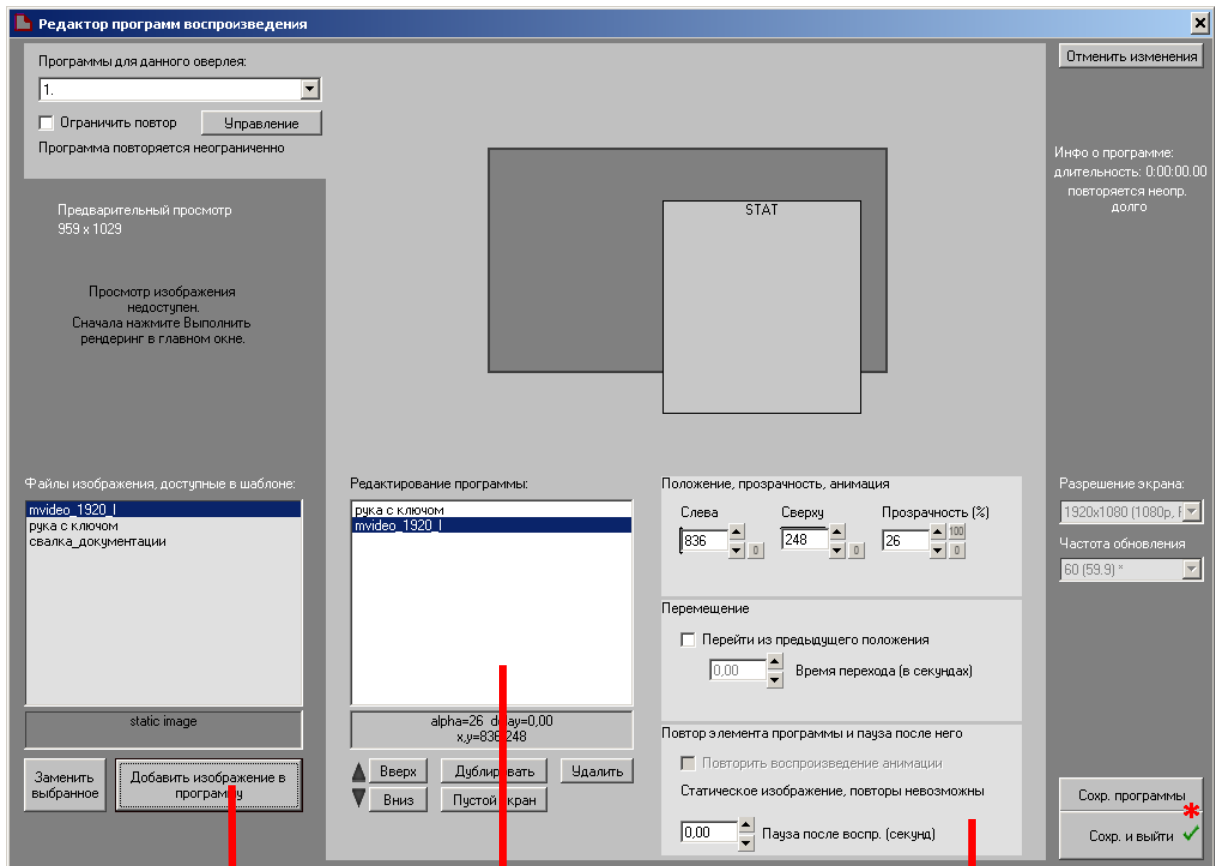 Редактор программ воспроизведения
Программы для данного оверлея:
1.
Ограничить повтор
Управление
Программа повторяется неограниченно
Отменить изменения
Инфо о программе:
длительность: 0:00:00.00
повторяется неопр.
долго
Предварительный просмотр
959 x 1029
Просмотр изображения
недоступен.
Сначала нажмите Выполнить
рендеринг в главном окне.
STAT
Файлы изображения, доступные в шаблоне:
mvideo_1920_l
рука с ключом
свалка_документации
static image
Заменить
выбранное
Добавить изображение в
программу
Редактирование программы:
рука с ключом
mvideo_1920_l
alpha=26 delay=0,00
x,y=836,248
Вверх
Дублировать
Удалить
Вниз
Пустой экран
Положение, прозрачность, анимация
Слева
Сверху
Прозрачность (%)
836
0
248
0
26
100
0
Перемещение
Перейти из предыдущего положения
0,00
Время перехода (в секундах)
Повтор элемента программы и пауза после него
Повторить воспроизведение анимации
Статическое изображение, повторы невозможны
0,00
Пауза после воспр. (секунд)
Разрешение экрана:
1920x1080 (1080p, F
Частота обновления
60 (59.9) *
Сохр. программы
*
Сохр. и выйти